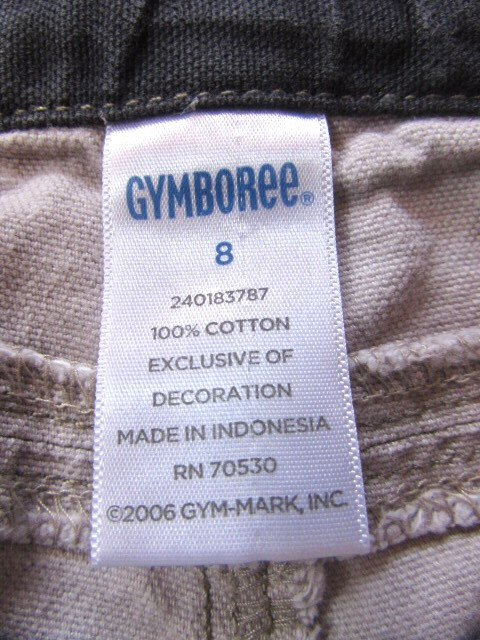 GYMBOREE®
8
240183787
100% COTTON
EXCLUSIVE OF
DECORATION
MADE IN INDONESIA
RN 70530
©2006 GYM-MARK, INC.